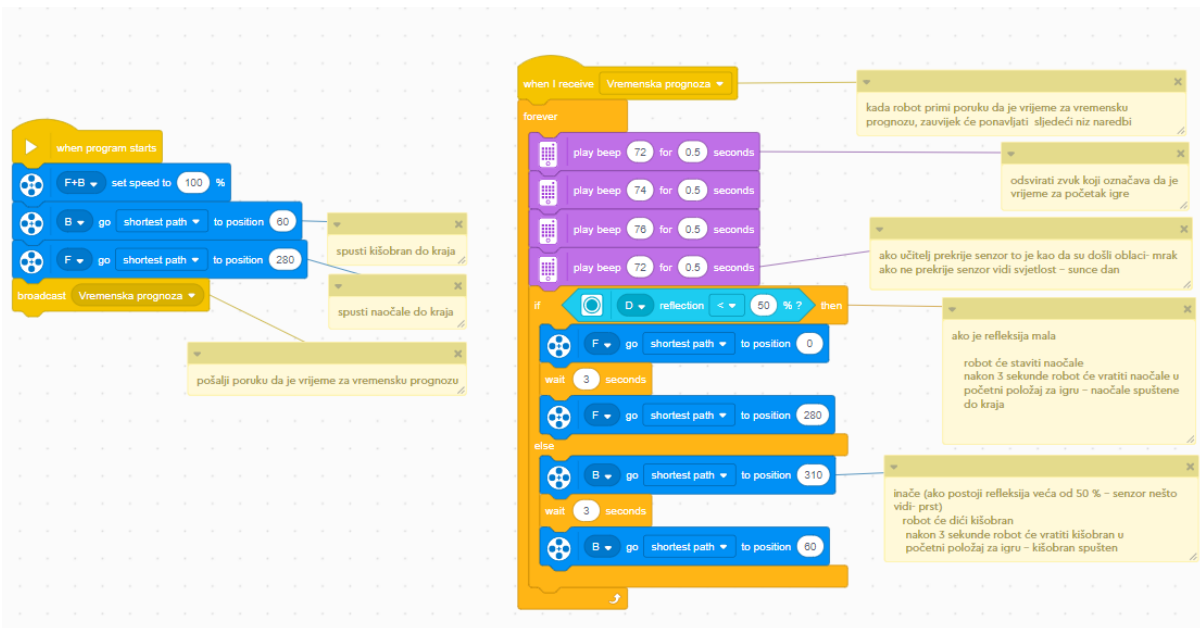 when program starts
F+B set speed to 100 %
B go shortest path to position 60
F go shortest path to position 280
broadcast Vremenska prognoza
spusti kišobran do kraja
spusti naočale do kraja
pošalji poruku da je vrijeme za vremensku prognozu
when I receive Vremenska prognoza
forever
play beep 72 for 0.5 seconds
play beep 74 for 0.5 seconds
play beep 76 for 0.5 seconds
play beep 72 for 0.5 seconds
if D reflection < 50 % ? then
F go shortest path to position 0
wait 3 seconds
F go shortest path to position 280
else
B go shortest path to position 310
wait 3 seconds
B go shortest path to position 60
kada robot primi poruku da je vrijeme za vremensku
prognozu, zauvijek će ponavljati sljedeći niz naredbi
odsvirati zvuk koji označava da je
vrijeme za početak igre
ako učitelj prekrije senzor to je kao da su došli oblaci- mrak
ako ne prekrije senzor vidi svjetlost – sunce dan
ako je refleksija mala
robot će staviti naočale
nakon 3 sekunde robot će vratiti naočale u
početni položaj za igru – naočale spuštene
do kraja
inače (ako postoji refleksija veća od 50 % – senzor nešto
vidi- prst)
robot će dići kišobran
nakon 3 sekunde robot će vratiti kišobran u
početni položaj za igru – kišobran spušten